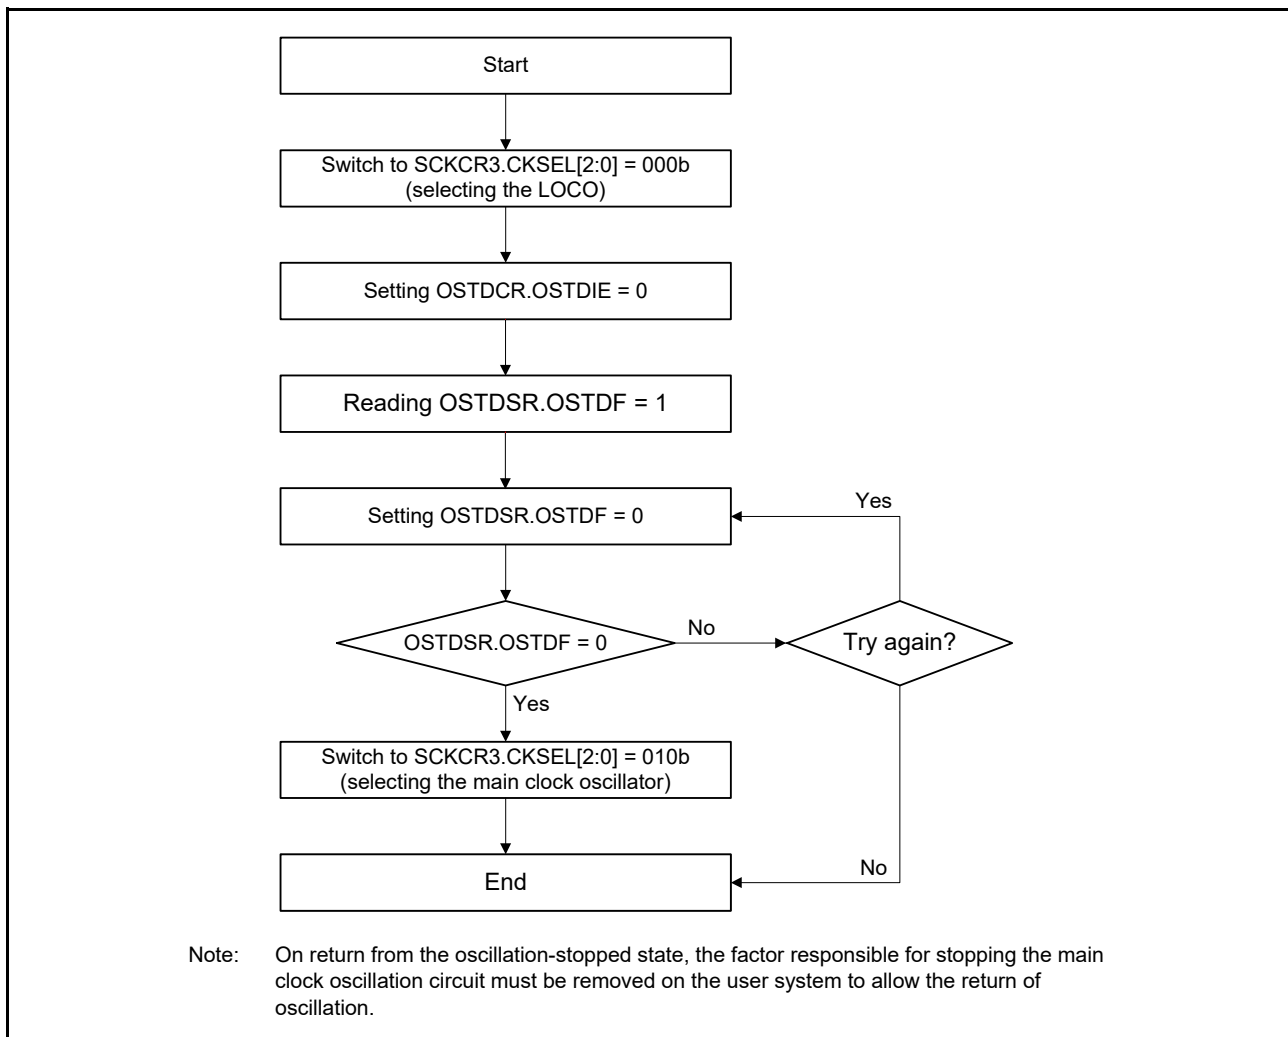 Start
Switch to SCKCR3.CKSEL[2:0] = 000b
(selecting the LOCO)
Setting OSTDCR.OSTDIE = 0
Reading OSTDSR.OSTDF = 1
Setting OSTDSR.OSTDF = 0
Yes
OSTDSR.OSTDF = 0
No
Try again?
Yes
Switch to SCKCR3.CKSEL[2:0] = 010b
(selecting the main clock oscillator)
No
End
Note: On return from the oscillation-stopped state, the factor responsible for stopping the main
clock oscillation circuit must be removed on the user system to allow the return of
oscillation.